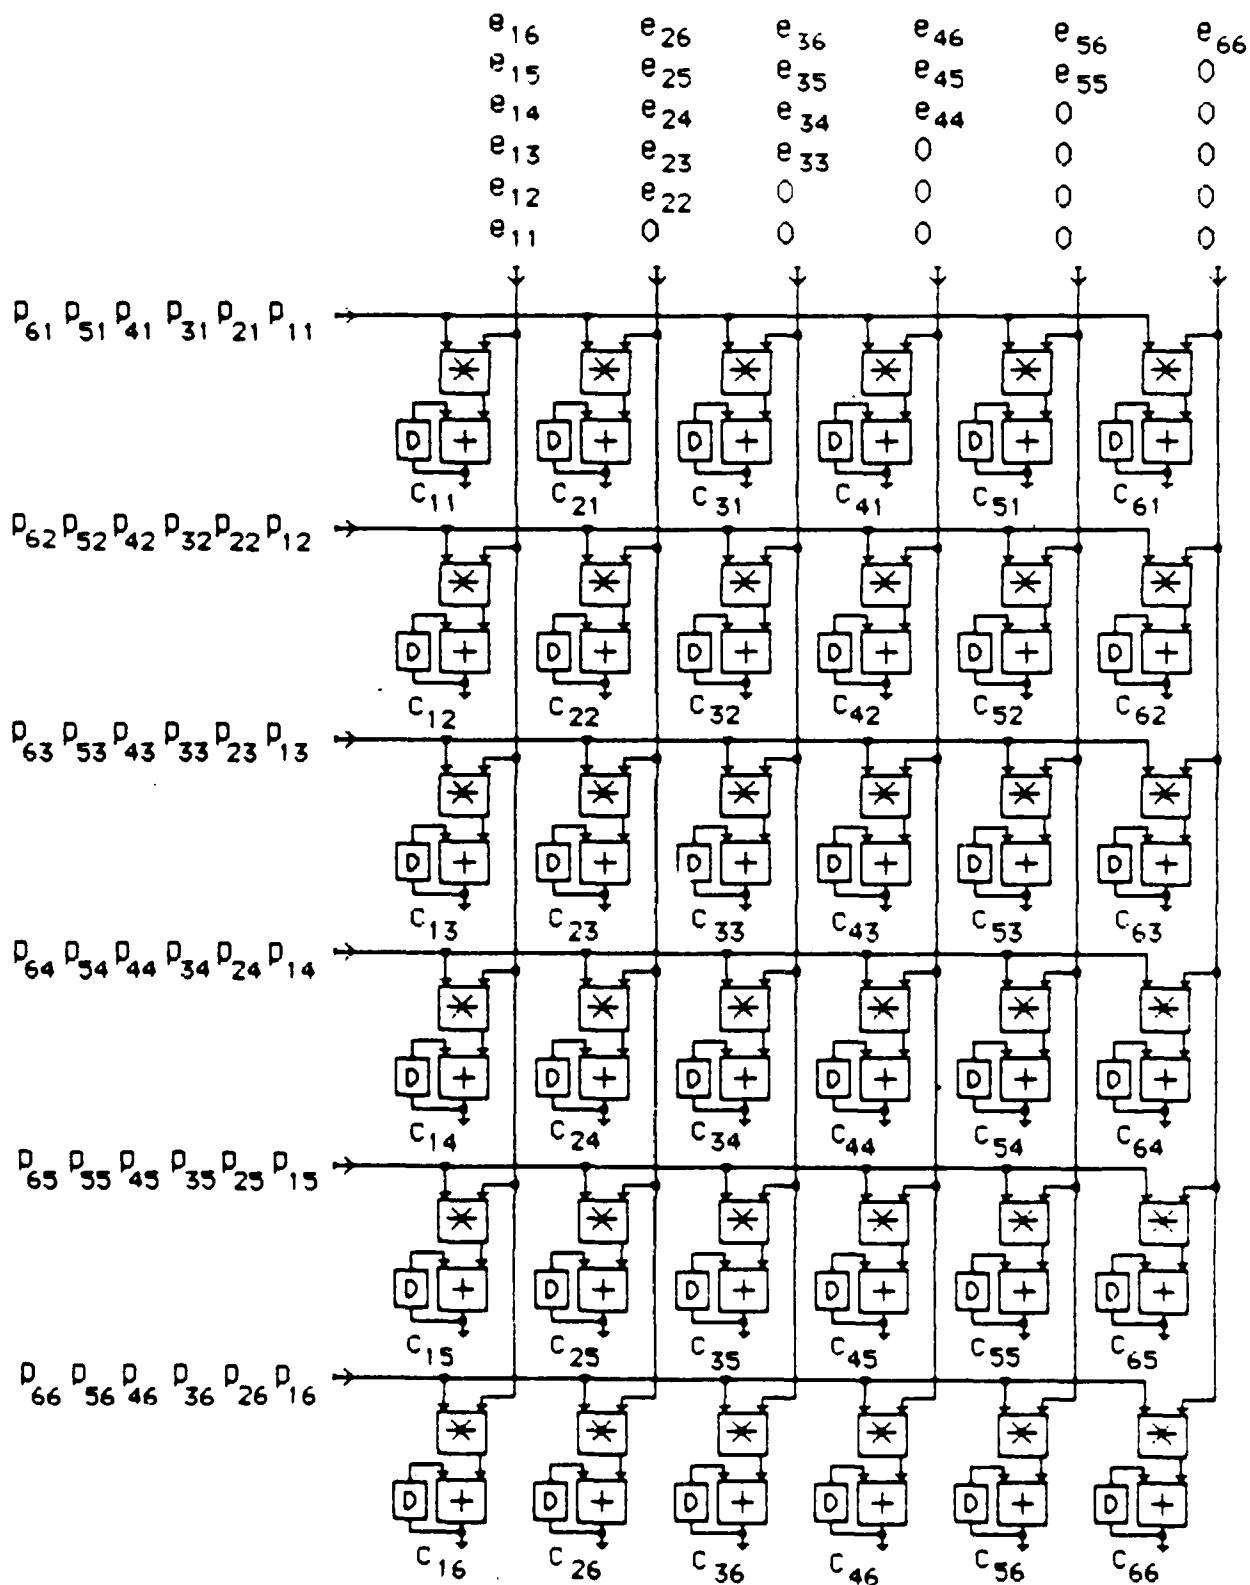 e16 e26 e36 e46 e56 e66
e15 e25 e35 e45 e55 0
e14 e24 e34 e44 0 0
e13 e23 e33 0 0 0
e12 e22 0 0 0 0
e11 0 0 0 0 0
p61 p51 p41 p31 p21 p11
* * * * * *
D + D + D + D + D + D +
C11 C21 C31 C41 C51 C61
p62 p52 p42 p32 p22 p12
* * * * * *
D + D + D + D + D + D +
C12 C22 C32 C42 C52 C62
p63 p53 p43 p33 p23 p13
* * * * * *
D + D + D + D + D + D +
C13 C23 C33 C43 C53 C63
p64 p54 p44 p34 p24 p14
* * * * * *
D + D + D + D + D + D +
C14 C24 C34 C44 C54 C64
p65 p55 p45 p35 p25 p15
* * * * * *
D + D + D + D + D + D +
C15 C25 C35 C45 C55 C65
p66 p56 p46 p36 p26 p16
* * * * * *
D + D + D + D + D + D +
C16 C26 C36 C46 C56 C66